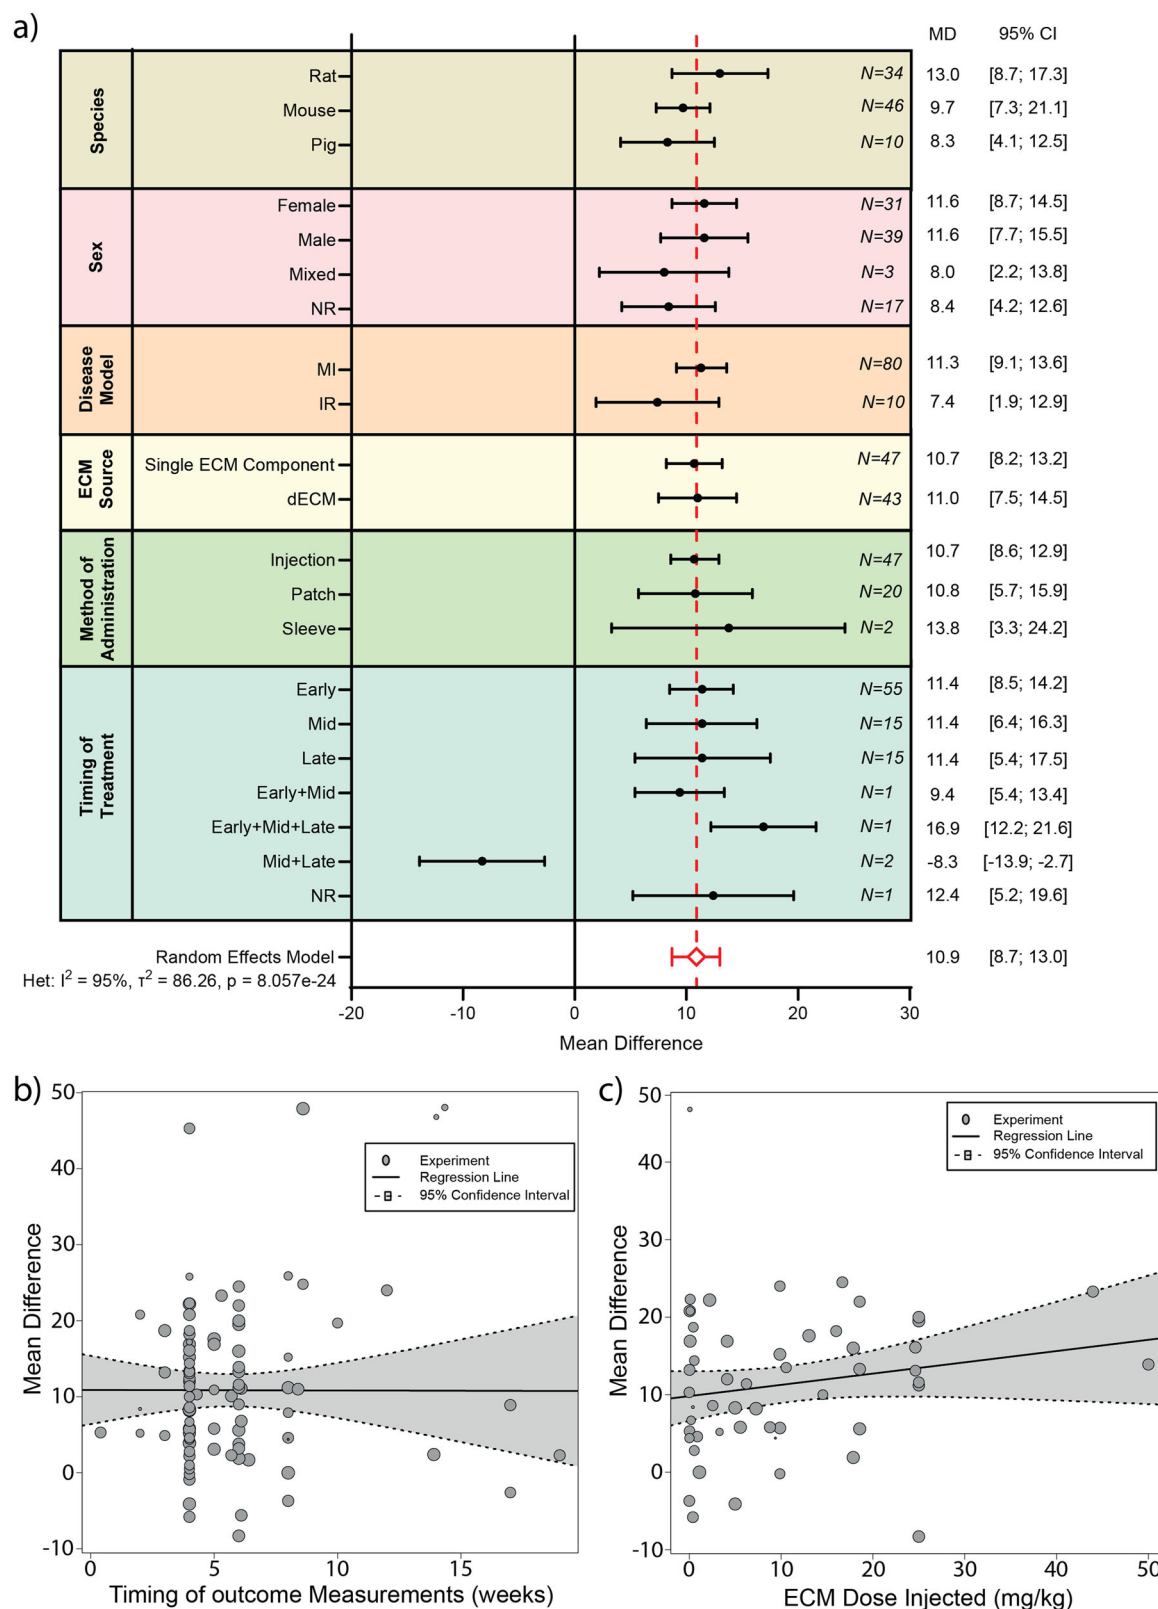 a)
MD 95% CI
Species
Rat N=34 13.0 [8.7; 17.3]
Mouse N=46 9.7 [7.3; 21.1]
Pig N=10 8.3 [4.1; 12.5]
Sex
Female N=31 11.6 [8.7; 14.5]
Male N=39 11.6 [7.7; 15.5]
Mixed N=3 8.0 [2.2; 13.8]
NR N=17 8.4 [4.2; 12.6]
Disease
Model
MI N=80 11.3 [9.1; 13.6]
IR N=10 7.4 [1.9; 12.9]
ECM
Source
Single ECM Component N=47 10.7 [8.2; 13.2]
dECM N=43 11.0 [7.5; 14.5]
Method of
Administration
Injection N=47 10.7 [8.6; 12.9]
Patch N=20 10.8 [5.7; 15.9]
Sleeve N=2 13.8 [3.3; 24.2]
Timing of
Treatment
Early N=55 11.4 [8.5; 14.2]
Mid N=15 11.4 [6.4; 16.3]
Late N=15 11.4 [5.4; 17.5]
Early+Mid N=1 9.4 [5.4; 13.4]
Early+Mid+Late N=1 16.9 [12.2; 21.6]
Mid+Late N=2 -8.3 [-13.9; -2.7]
NR N=1 12.4 [5.2; 19.6]
Random Effects Model 10.9 [8.7; 13.0]
Het: I² = 95%, τ² = 86.26, p = 8.057e-24
-20 -10 0 10 20 30
Mean Difference
b)
50
40
30
20
10
0
-10
Mean Difference
Experiment
Regression Line
95% Confidence Interval
0 5 10 15
Timing of outcome Measurements (weeks)
c)
50
40
30
20
10
0
-10
Mean Difference
Experiment
Regression Line
95% Confidence Interval
0 10 20 30 40 50
ECM Dose Injected (mg/kg)